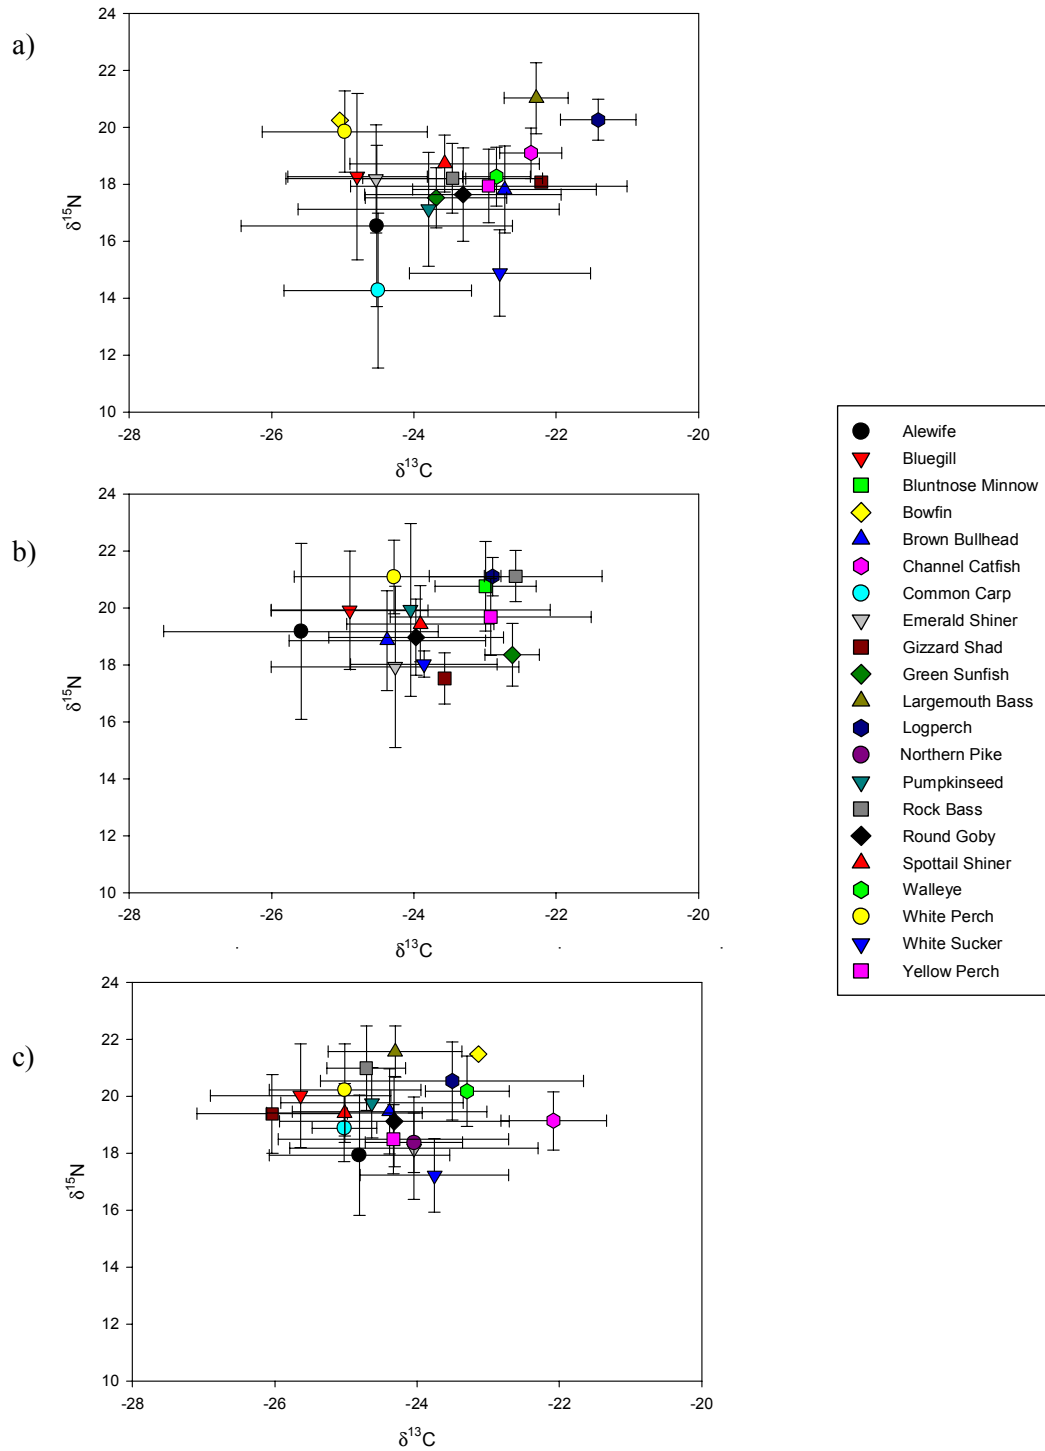 a)
24
22
20
18
16
14
12
10
δ15N
-28 -26 -24 -22 -20
δ13C
b)
24
22
20
18
16
14
12
10
δ15N
-28 -26 -24 -22 -20
δ13C
c)
24
22
20
18
16
14
12
10
δ15N
-28 -26 -24 -22 -20
δ13C
Alewife
Bluegill
Bluntnose Minnow
Bowfin
Brown Bullhead
Channel Catfish
Common Carp
Emerald Shiner
Gizzard Shad
Green Sunfish
Largemouth Bass
Logperch
Northern Pike
Pumpkinseed
Rock Bass
Round Goby
Spottail Shiner
Walleye
White Perch
White Sucker
Yellow Perch